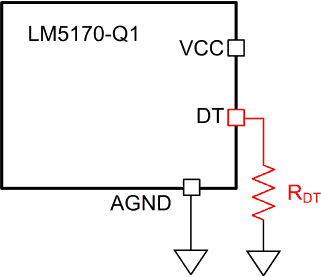 LM5170-Q1
VCC
DT
AGND
RDT